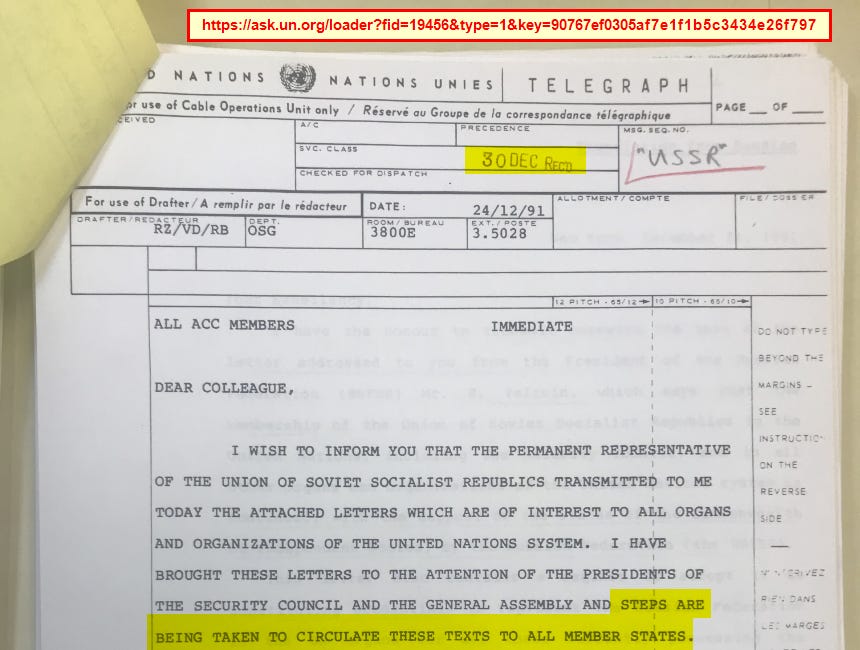 https://ask.un.org/loader?fid=19456&type=1&key=90767ef0305af7e1f1b5c3434e26f797
D NATIONS NATIONS UNIES TELEGRAPH
or use of Cable Operations Unit only / Réservé au Groupe de la correspondance télégraphique
PAGE __ OF __
CEIVED
A/C
PRECEDENCE
MSG. SEQ. NO.
SVC. CLASS
30 DEC RECD
"USSR"
CHECKED FOR DISPATCH
For use of Drafter/A remplir par le rédacteur
DATE: 24/12/91
ALLOTMENT/COMPTE
FILE/DOSSIER
DRAFTER/REDACTEUR
RZ/VD/RB
DEPT.
OSG
ROOM/BUREAU
3800E
EXT./POSTE
3.5028
12 PITCH - 65/12
10 PITCH - 65/10
ALL ACC MEMBERS IMMEDIATE
DEAR COLLEAGUE,
I WISH TO INFORM YOU THAT THE PERMANENT REPRESENTATIVE
OF THE UNION OF SOVIET SOCIALIST REPUBLICS TRANSMITTED TO ME
TODAY THE ATTACHED LETTERS WHICH ARE OF INTEREST TO ALL ORGANS
AND ORGANIZATIONS OF THE UNITED NATIONS SYSTEM. I HAVE
BROUGHT THESE LETTERS TO THE ATTENTION OF THE PRESIDENTS OF
THE SECURITY COUNCIL AND THE GENERAL ASSEMBLY AND STEPS ARE
BEING TAKEN TO CIRCULATE THESE TEXTS TO ALL MEMBER STATES.
DO NOT TYPE
BEYOND THE
MARGINS –
SEE
INSTRUCTION
ON THE
REVERSE
SIDE
—
DANS
LES MARGES